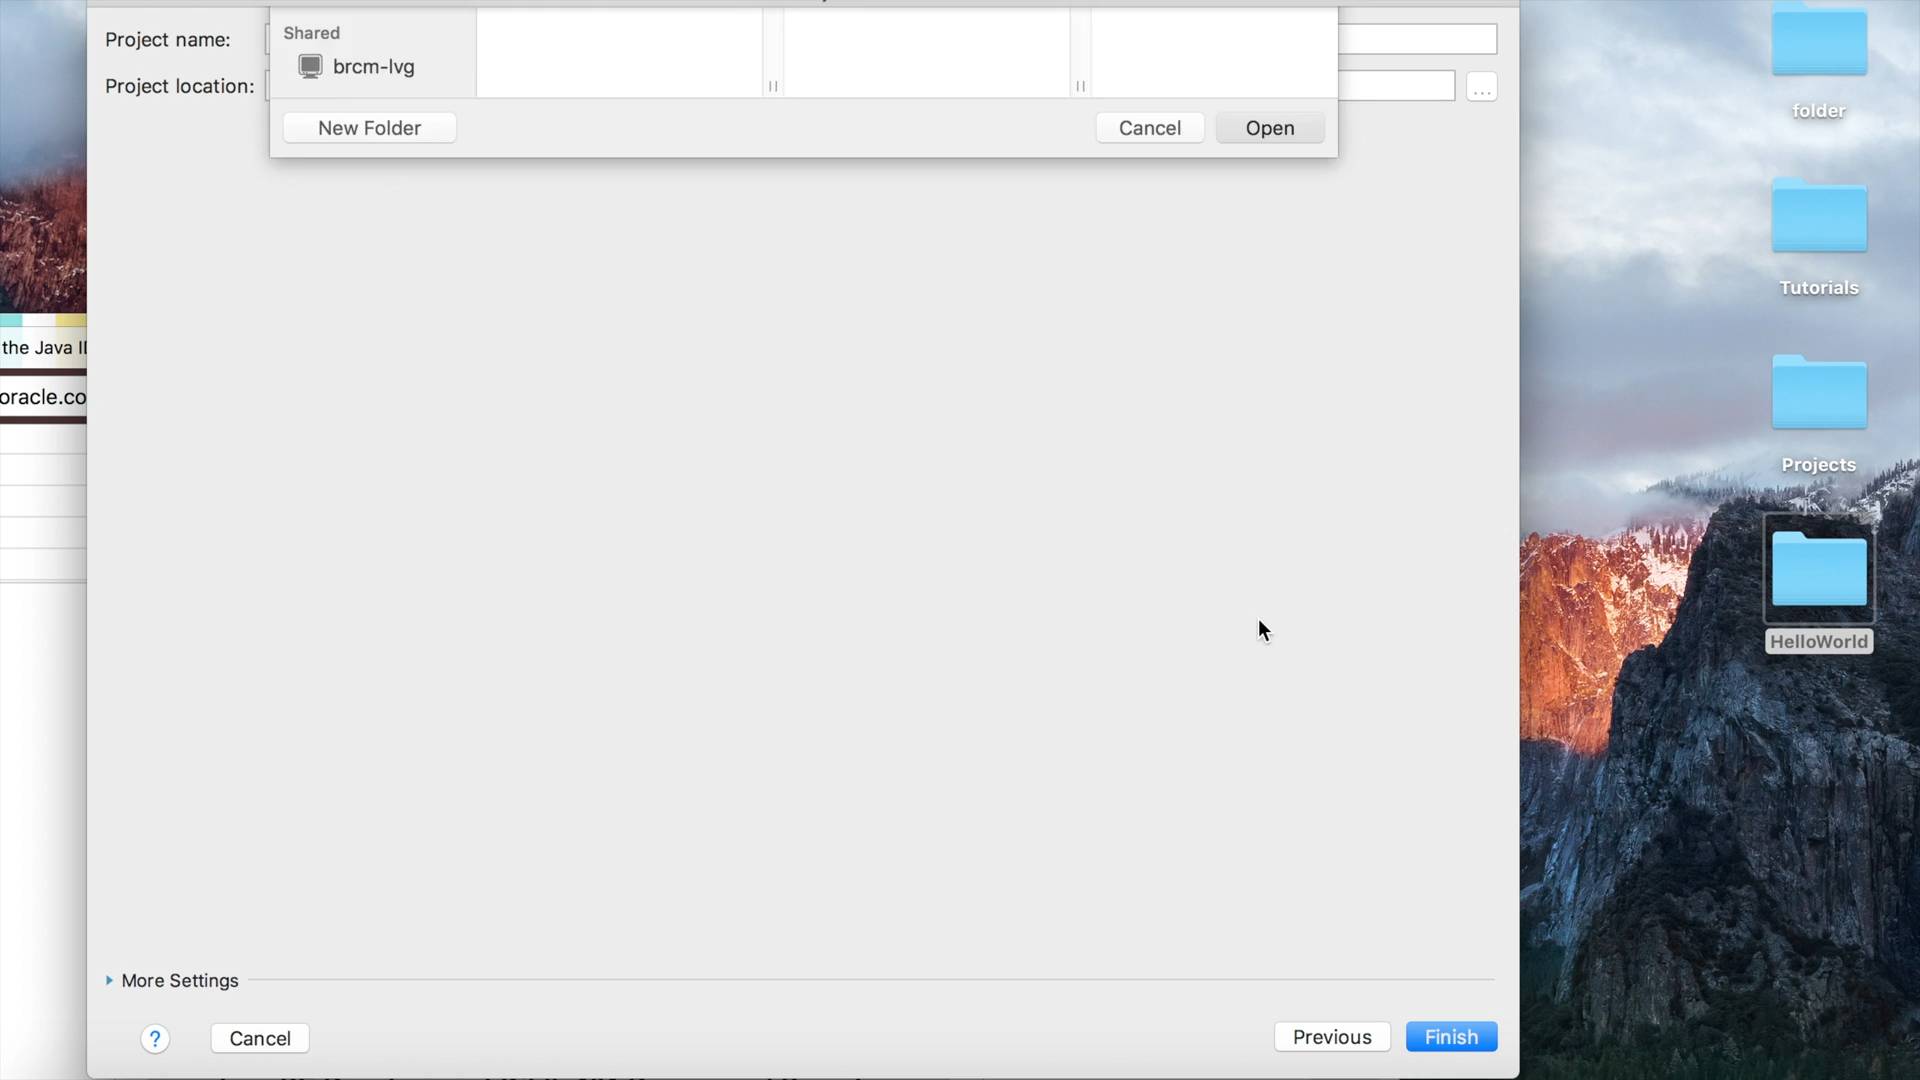 Project name:
Shared
brcm-lvg
Project location:
...
New Folder
Cancel
Open
folder
Tutorials
the Java I
oracle.co
Projects
HelloWorld
More Settings
?
Cancel
Previous
Finish